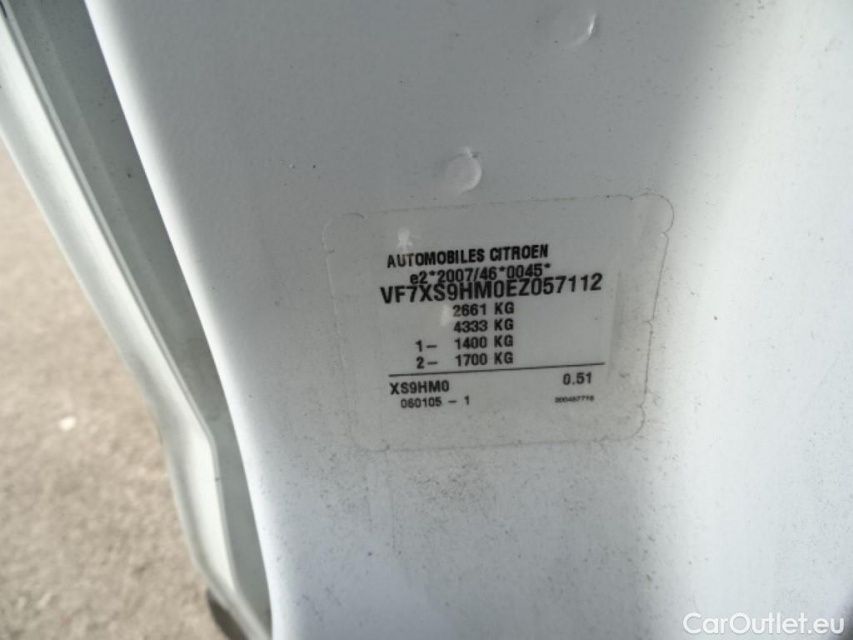 AUTOMOBILES CITROEN
e2*2007/46*0045*
VF7XS9HM0EZ057112
2661 KG
4333 KG
1- 1400 KG
2- 1700 KG
XS9HM0 0.51
060105 - 1
CarOutlet.eu